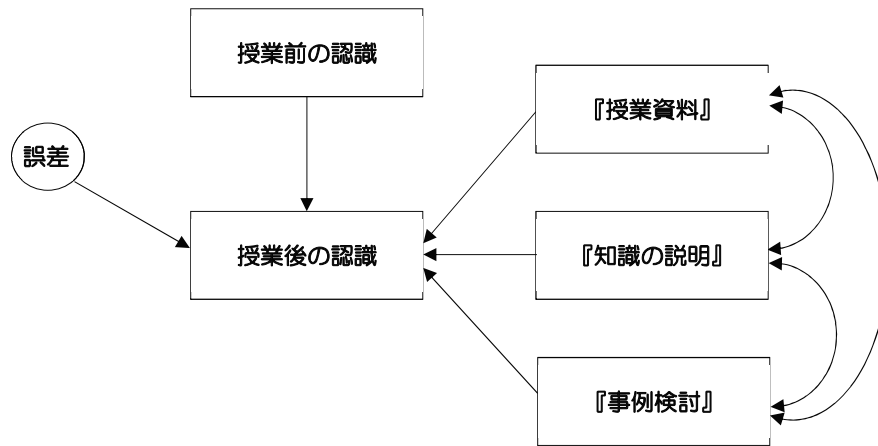 授業前の認識
『授業資料』
誤差
授業後の認識
『知識の説明』
『事例検討』